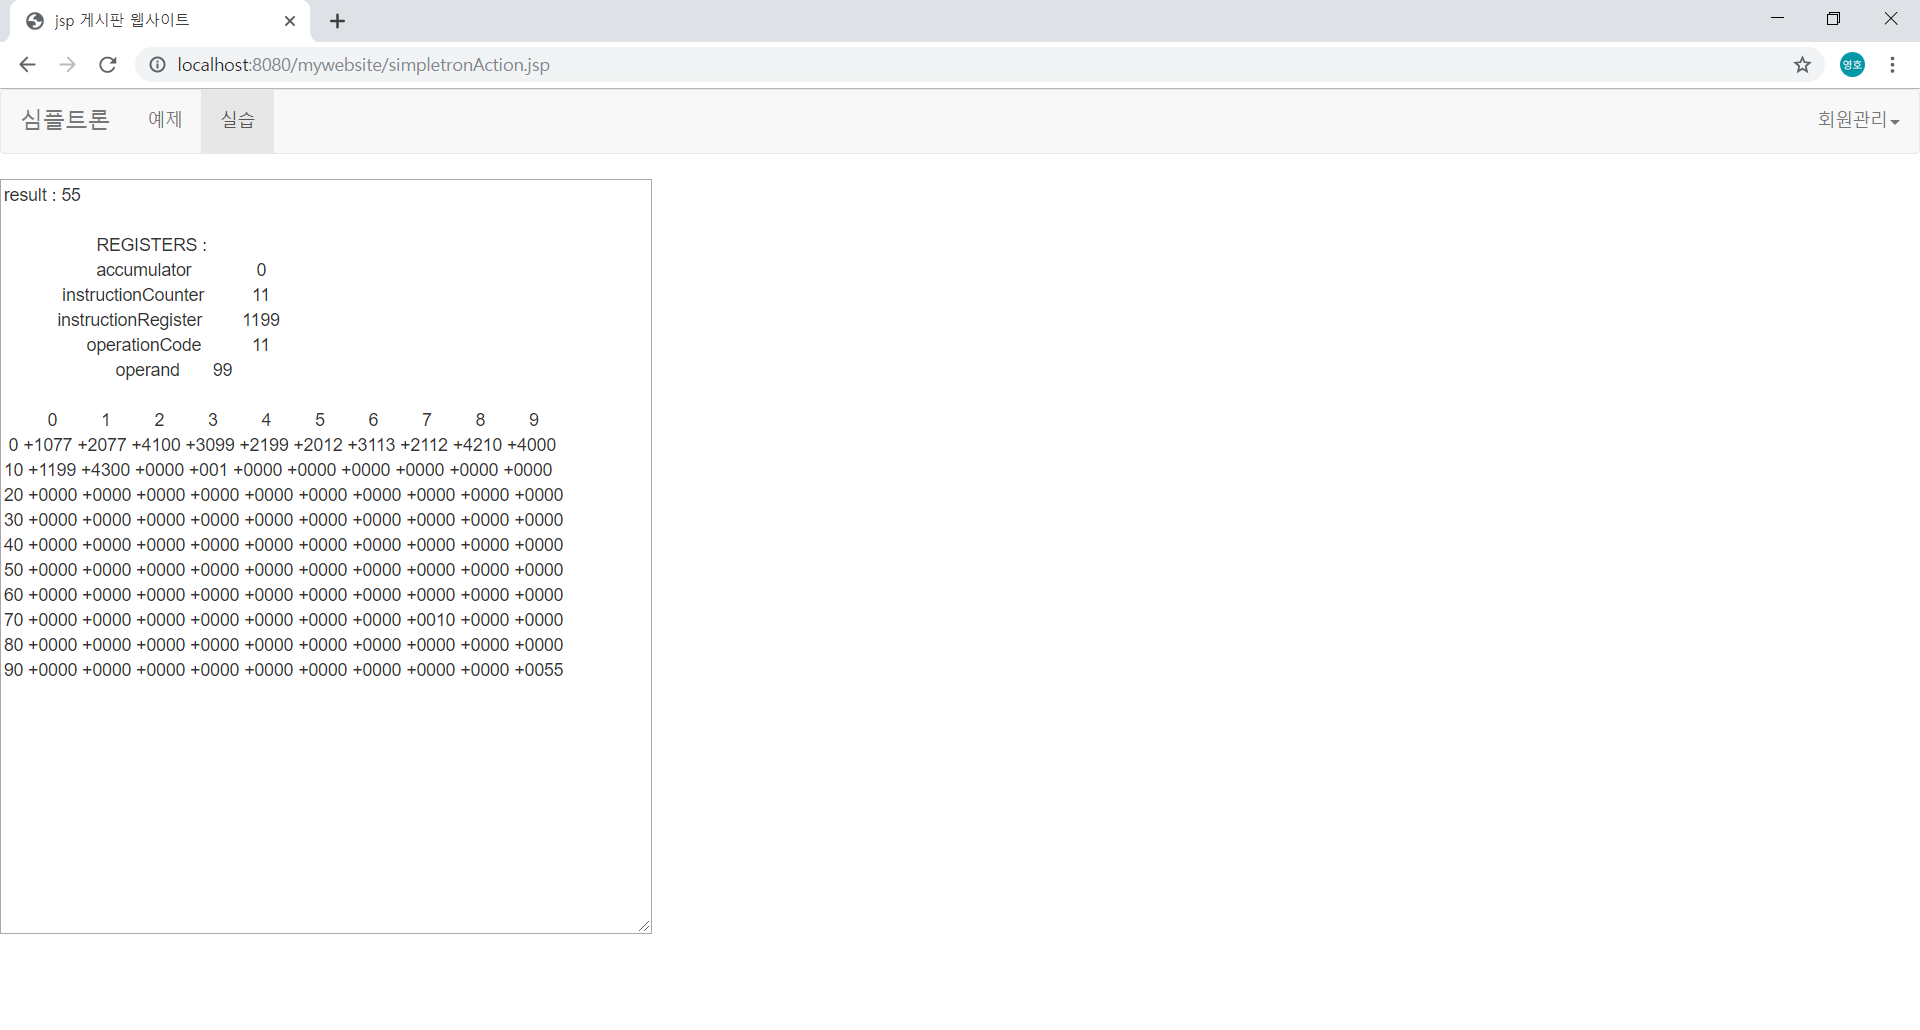 jsp 게시판 웹사이트
localhost:8080/mywebsite/simpletronAction.jsp
영호
심플트론 예제 실습 회원관리
result : 55
REGISTERS :
accumulator 0
instructionCounter 11
instructionRegister 1199
operationCode 11
operand 99
0 1 2 3 4 5 6 7 8 9
0 +1077 +2077 +4100 +3099 +2199 +2012 +3113 +2112 +4210 +4000
10 +1199 +4300 +0000 +001 +0000 +0000 +0000 +0000 +0000 +0000
20 +0000 +0000 +0000 +0000 +0000 +0000 +0000 +0000 +0000 +0000
30 +0000 +0000 +0000 +0000 +0000 +0000 +0000 +0000 +0000 +0000
40 +0000 +0000 +0000 +0000 +0000 +0000 +0000 +0000 +0000 +0000
50 +0000 +0000 +0000 +0000 +0000 +0000 +0000 +0000 +0000 +0000
60 +0000 +0000 +0000 +0000 +0000 +0000 +0000 +0000 +0000 +0000
70 +0000 +0000 +0000 +0000 +0000 +0000 +0000 +0010 +0000 +0000
80 +0000 +0000 +0000 +0000 +0000 +0000 +0000 +0000 +0000 +0000
90 +0000 +0000 +0000 +0000 +0000 +0000 +0000 +0000 +0000 +0055